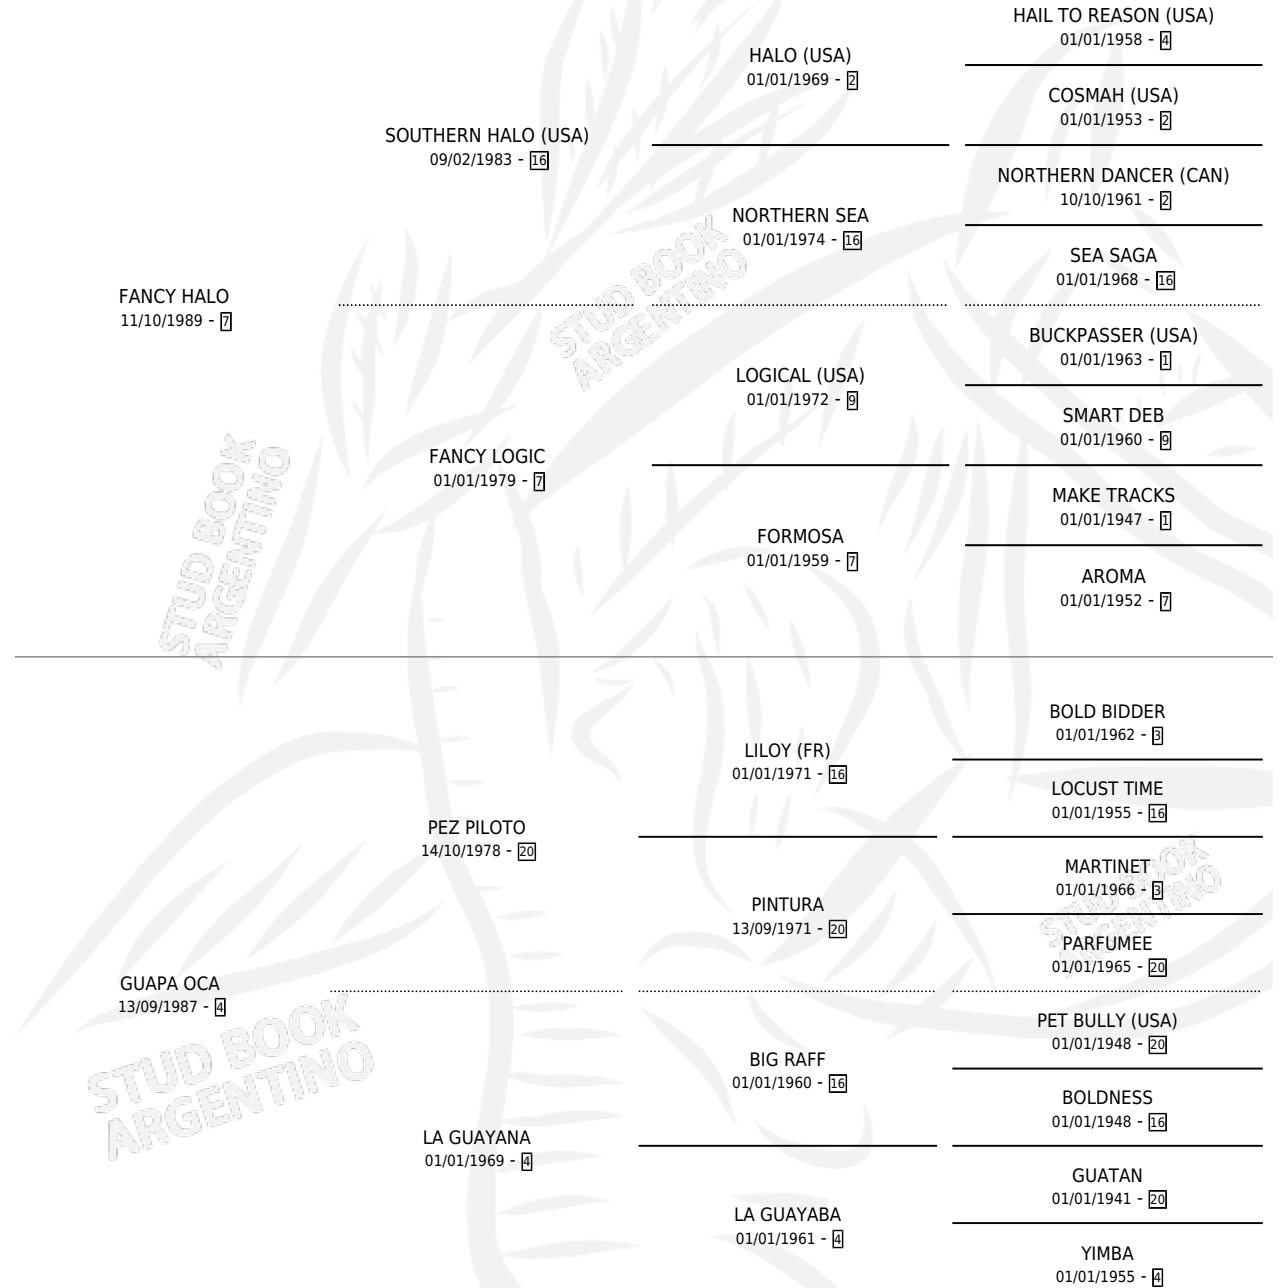 HAIL TO REASON (USA)
01/01/1958 - 4
HALO (USA)
01/01/1969 - 2
COSMAH (USA)
01/01/1953 - 2
SOUTHERN HALO (USA)
09/02/1983 - 16
NORTHERN DANCER (CAN)
10/10/1961 - 2
NORTHERN SEA
01/01/1974 - 16
SEA SAGA
01/01/1968 - 16
FANCY HALO
11/10/1989 - 7
STUD BOOK
ARGENTINO
BUCKPASSER (USA)
01/01/1963 - 1
LOGICAL (USA)
01/01/1972 - 9
SMART DEB
01/01/1960 - 9
FANCY LOGIC
01/01/1979 - 7
MAKE TRACKS
01/01/1947 - 1
FORMOSA
01/01/1959 - 7
AROMA
01/01/1952 - 7
STUD BOOK
ARGENTINO
BOLD BIDDER
01/01/1962 - 3
LILOY (FR)
01/01/1971 - 16
LOCUST TIME
01/01/1955 - 16
PEZ PILOTO
14/10/1978 - 20
MARTINET
01/01/1966 - 3
PINTURA
13/09/1971 - 20
PARFUMEE
01/01/1965 - 20
STUD BOOK
ARGENTINO
GUAPA OCA
13/09/1987 - 4
PET BULLY (USA)
01/01/1948 - 20
BIG RAFF
01/01/1960 - 16
BOLDNESS
01/01/1948 - 16
STUD BOOK
ARGENTINO
LA GUAYANA
01/01/1969 - 4
GUATAN
01/01/1941 - 20
LA GUAYABA
01/01/1961 - 4
YIMBA
01/01/1955 - 4